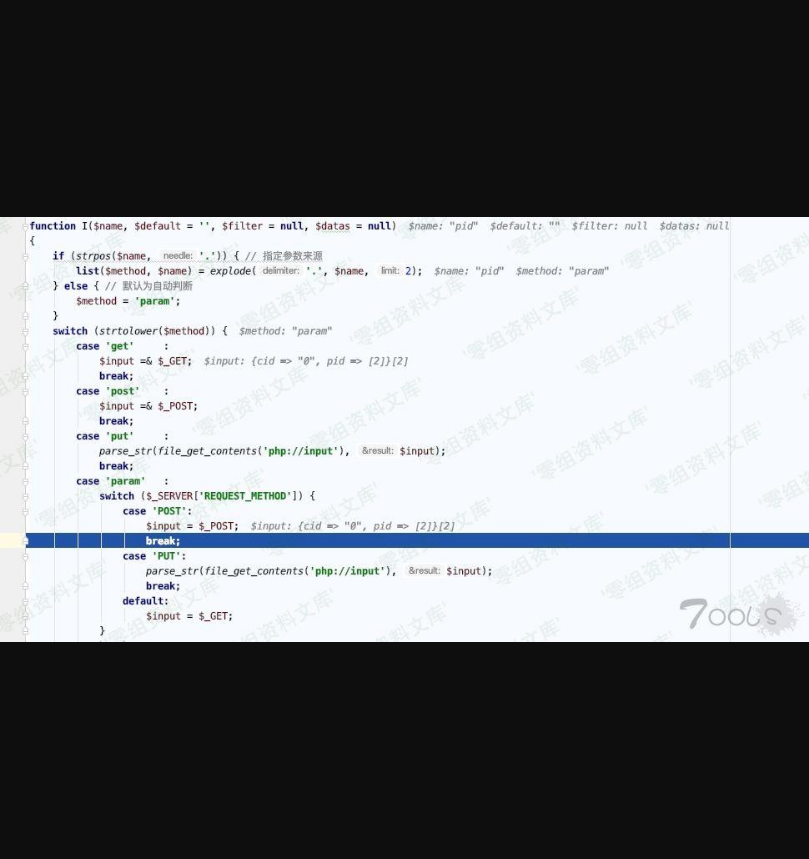 function I($name, $default = '', $filter = null, $datas = null) $name: "pid" $default: "" $filter: null $datas: null
{
if (strpos($name, needle: '.')) { // 指定参数来源
list($method, $name) = explode( delimiter: '.', $name, limit: 2); $name: "pid" $method: "param"
} else { // 默认为自动判断
$method = 'param';
}
switch (strtolower($method)) { $method: "param"
case 'get' :
$input =& $_GET; $input: {cid => "0", pid => [2]}[2]
break;
case 'post' :
$input =& $_POST;
break;
case 'put' :
parse_str(file_get_contents('php://input'), &result: $input);
break;
case 'param' :
switch ($_SERVER['REQUEST_METHOD']) {
case 'POST':
$input = $_POST; $input: {cid => "0", pid => [2]}[2]
break;
case 'PUT':
parse_str(file_get_contents('php://input'), &result: $input);
break;
default:
$input = $_GET;
}
零组资料文库
7ools